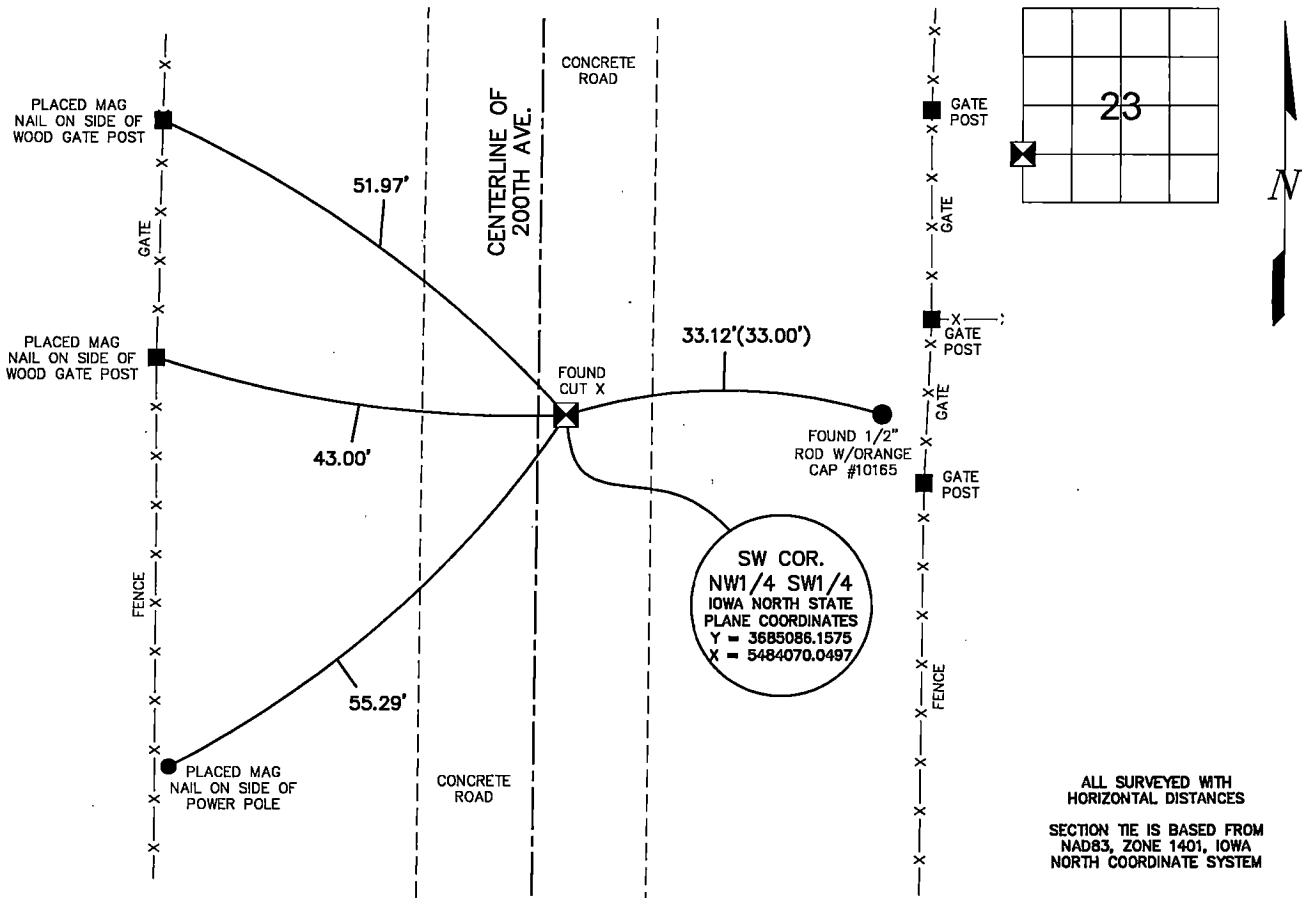 PLACED MAG
NAIL ON SIDE OF
WOOD GATE POST
51.97'
CENTERLINE OF
200TH AVE.
CONCRETE
ROAD
GATE
POST
23
N
GATE
GATE
PLACED MAG
NAIL ON SIDE OF
WOOD GATE POST
33.12'(33.00')
GATE
POST
FOUND
CUT X
GATE
43.00'
FOUND 1/2"
ROD W/ORANGE
CAP #10165
GATE
POST
SW COR.
NW1/4 SW1/4
IOWA NORTH STATE
PLANE COORDINATES
Y = 3685086.1575
X = 5484070.0497
FENCE
FENCE
55.29'
PLACED MAG
NAIL ON SIDE OF
POWER POLE
CONCRETE
ROAD
ALL SURVEYED WITH
HORIZONTAL DISTANCES
SECTION TIE IS BASED FROM
NAD83, ZONE 1401, IOWA
NORTH COORDINATE SYSTEM